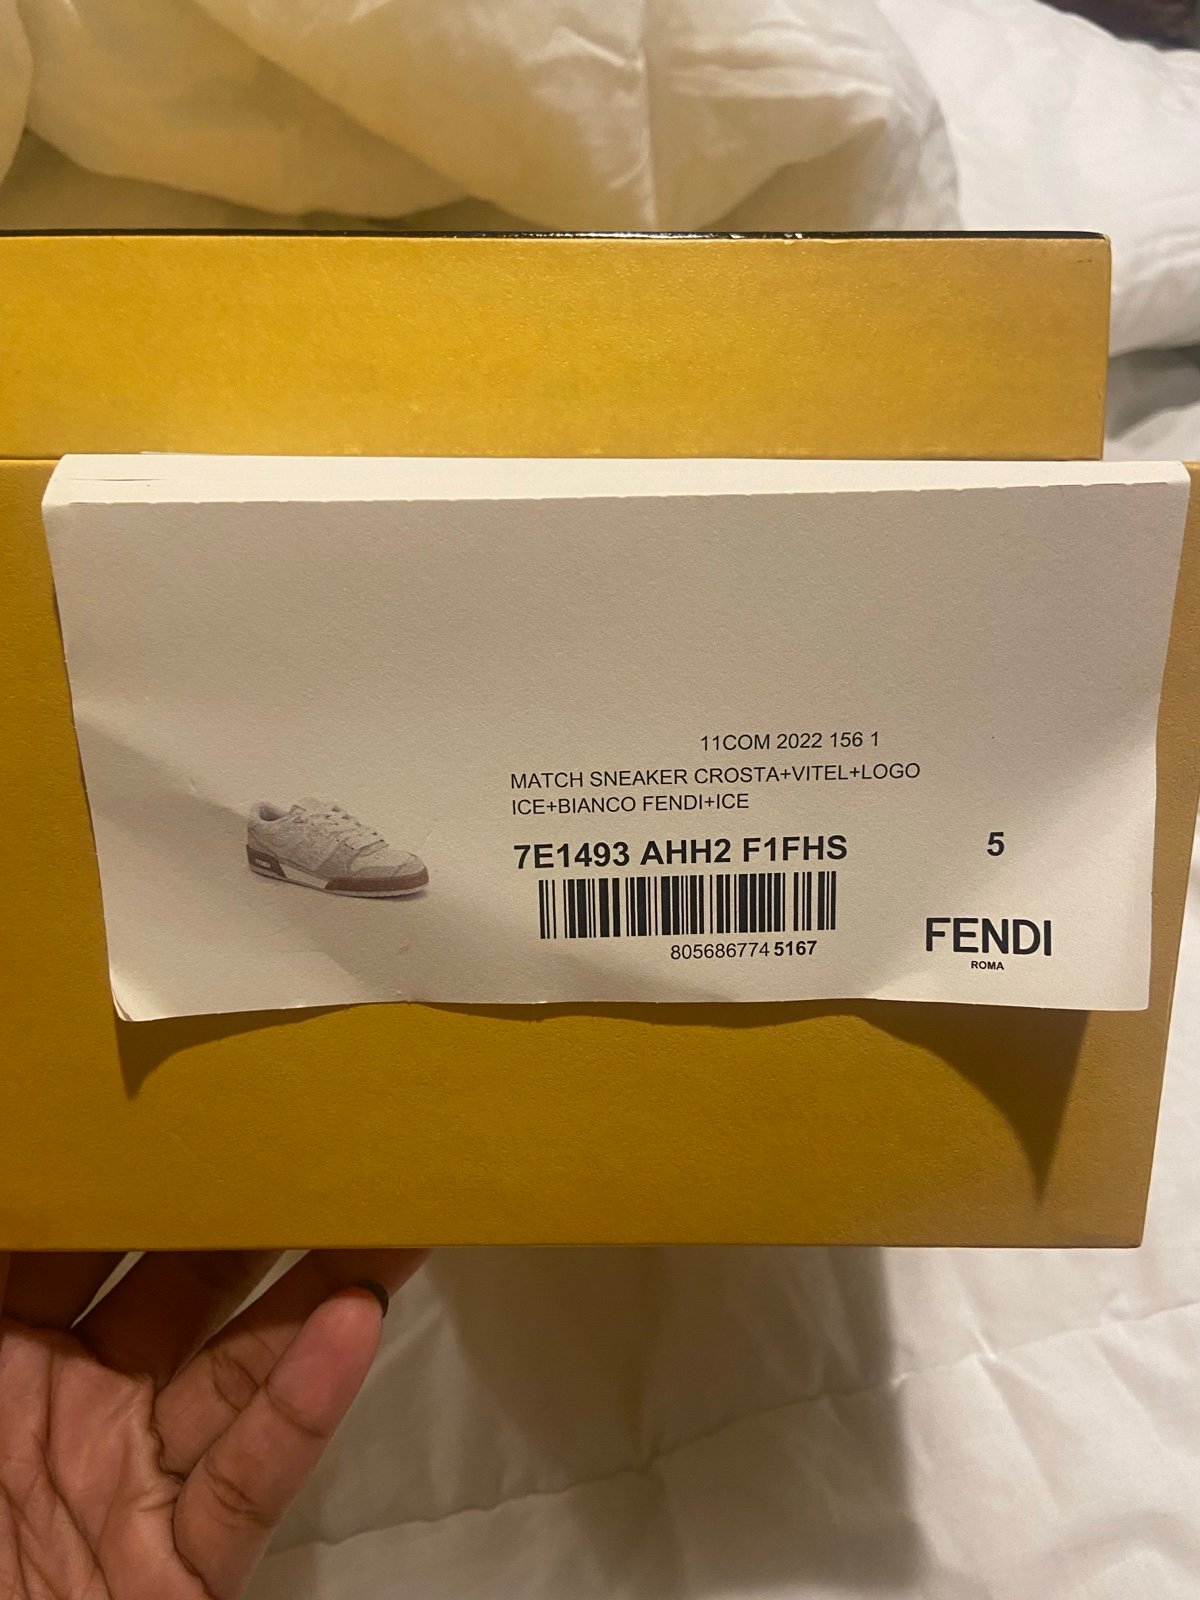 11COM 2022 156 1
MATCH SNEAKER CROSTA+VITEL+LOGO
ICE+BIANCO FENDI+ICE
7E1493 AHH2 F1FHS 5
805686774 5167
FENDI
ROMA
FENDI